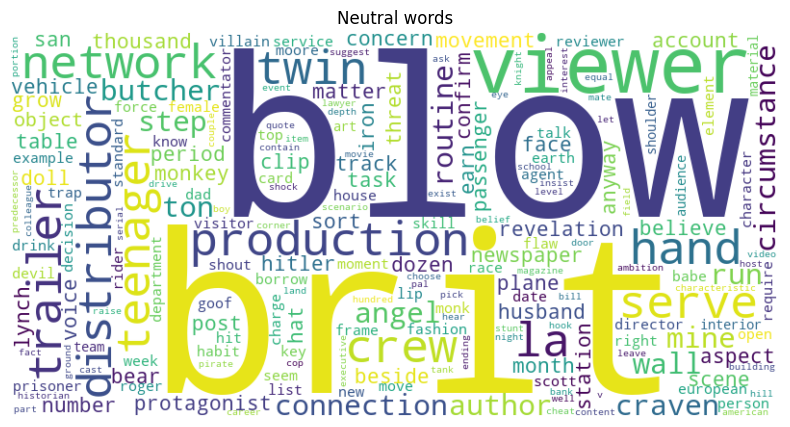 Neutral words
portion
san
thousand
villain
service
concern
movement
reviewer
account
material
network
moore
suggest
twin
viewer
ask
knight
appeal
interest
equal
mate
eye
let
vehicle
butcher
commentator
event
lawyer
depth
couple
matter
threat
routine
confirm
blow
shoulder
element
circumstance
grow
force
female
quote
art
iron
object
step
top
item
contain
talk
face
earth
school
insist
agent
level
table
standard
know
period
clip
track
earn
passenger
anyway
audience
character
example
monkey
card
movie
shock
task
doll
trap
dad
house
exist
field
predecessor
colleague
drive
serial
boy
scenario
distributor
teenager
ton
visitor
corner
sort
skill
belief
door
believe
video
drink
decision
rider
production
revelation
hand
host
devil
department
shout
hitler
moment
dozen
newspaper
flaw
ambition
require
trailer
voice
borrow
land
choose
pal
race
magazine
babe
run
characteristic
lynch
raise
goof
charge
hundred
lip
pick
monk
plane
date
bill
serve
fact
ground
team
post
hat
angel
hear
stunt
night
hook
husband
director
interior
week
cast
hit
frame
fashion
brit
la
mine
right
open
prisoner
habit
key
cop
executive
crew
ending
month
station
leave
wall
aspect
building
historian
bear
roger
pirate
seem
beside
tank
scott
scene
part
number
list
new
move
bank
well
v
european
hill
protagonist
career
connection
author
cheat
content
craven
person
american